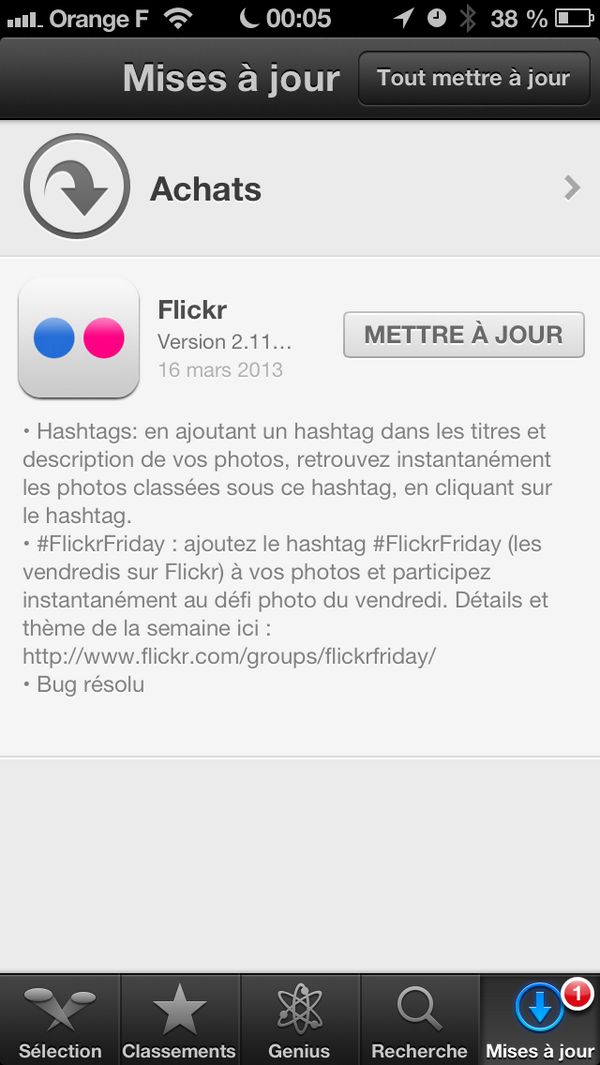 Orange F 00:05 38 %
Mises à jour Tout mettre à jour
Achats
Flickr
Version 2.11...
16 mars 2013
METTRE À JOUR
• Hashtags: en ajoutant un hashtag dans les titres et
description de vos photos, retrouvez instantanément
les photos classées sous ce hashtag, en cliquant sur
le hashtag.
• #FlickrFriday : ajoutez le hashtag #FlickrFriday (les
vendredis sur Flickr) à vos photos et participez
instantanément au défi photo du vendredi. Détails et
thème de la semaine ici :
http://www.flickr.com/groups/flickrfriday/
• Bug résolu
1
Sélection Classements Genius Recherche Mises à jour